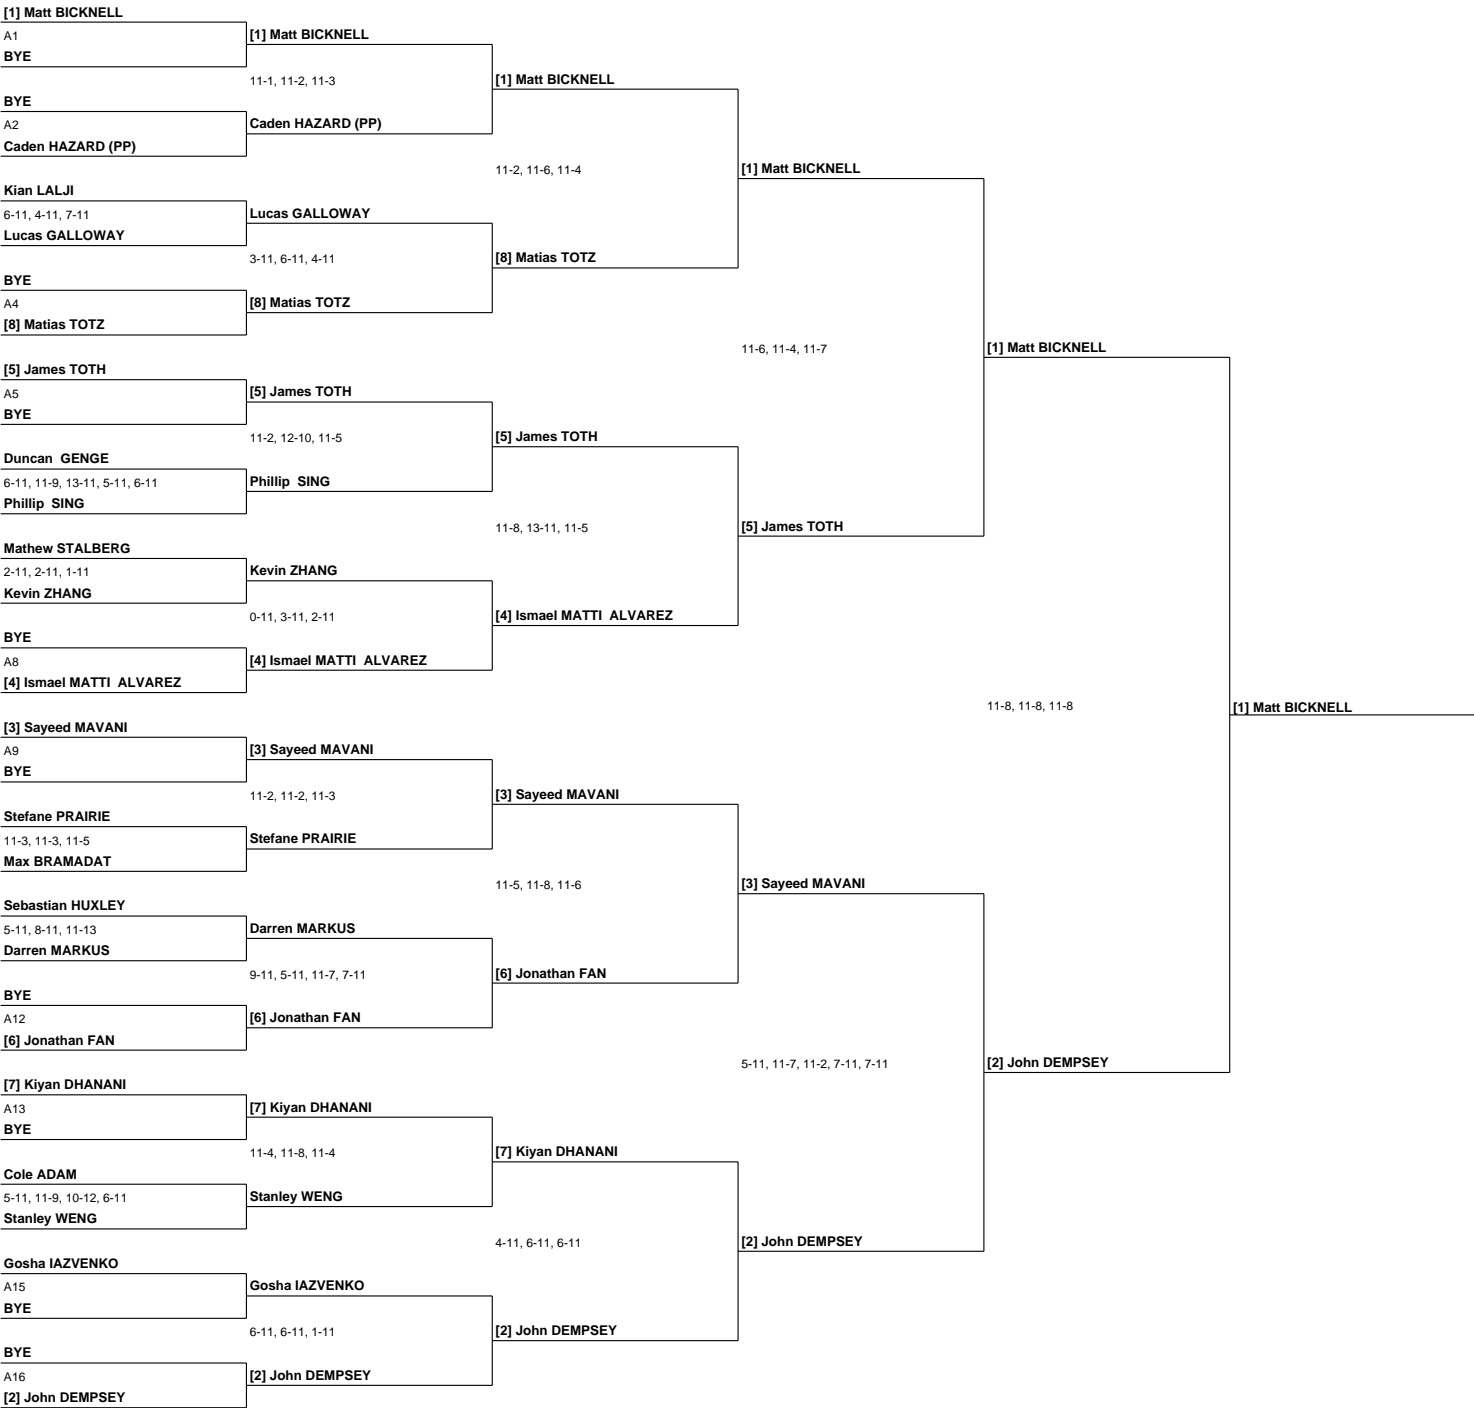 [1] Matt BICKNELL
A1
BYE
BYE
A2
Caden HAZARD (PP)
Kian LALJI
6-11, 4-11, 7-11
Lucas GALLOWAY
BYE
A4
[8] Matias TOTZ
[5] James TOTH
A5
BYE
Duncan  GENGE
6-11, 11-9, 13-11, 5-11, 6-11
Phillip  SING
Mathew STALBERG
2-11, 2-11, 1-11
Kevin ZHANG
BYE
A8
[4] Ismael MATTI  ALVAREZ
[3] Sayeed MAVANI
A9
BYE
Stefane PRAIRIE
11-3, 11-3, 11-5
Max BRAMADAT
Sebastian HUXLEY
5-11, 8-11, 11-13
Darren MARKUS
BYE
A12
[6] Jonathan FAN
[7] Kiyan DHANANI
A13
BYE
Cole ADAM
5-11, 11-9, 10-12, 6-11
Stanley WENG
Gosha IAZVENKO
A15
BYE
BYE
A16
[2] John DEMPSEY
[1] Matt BICKNELL
11-1, 11-2, 11-3
Caden HAZARD (PP)
Lucas GALLOWAY
3-11, 6-11, 4-11
[8] Matias TOTZ
[5] James TOTH
11-2, 12-10, 11-5
Phillip  SING
Kevin ZHANG
0-11, 3-11, 2-11
[4] Ismael MATTI  ALVAREZ
[3] Sayeed MAVANI
11-2, 11-2, 11-3
Stefane PRAIRIE
Darren MARKUS
9-11, 5-11, 11-7, 7-11
[6] Jonathan FAN
[7] Kiyan DHANANI
11-4, 11-8, 11-4
Stanley WENG
Gosha IAZVENKO
6-11, 6-11, 1-11
[2] John DEMPSEY
[1] Matt BICKNELL
11-2, 11-6, 11-4
[8] Matias TOTZ
[5] James TOTH
11-8, 13-11, 11-5
[4] Ismael MATTI  ALVAREZ
[3] Sayeed MAVANI
11-5, 11-8, 11-6
[6] Jonathan FAN
[7] Kiyan DHANANI
4-11, 6-11, 6-11
[2] John DEMPSEY
[1] Matt BICKNELL
11-6, 11-4, 11-7
[5] James TOTH
[3] Sayeed MAVANI
5-11, 11-7, 11-2, 7-11, 7-11
[2] John DEMPSEY
[1] Matt BICKNELL
11-8, 11-8, 11-8
[2] John DEMPSEY
[1] Matt BICKNELL